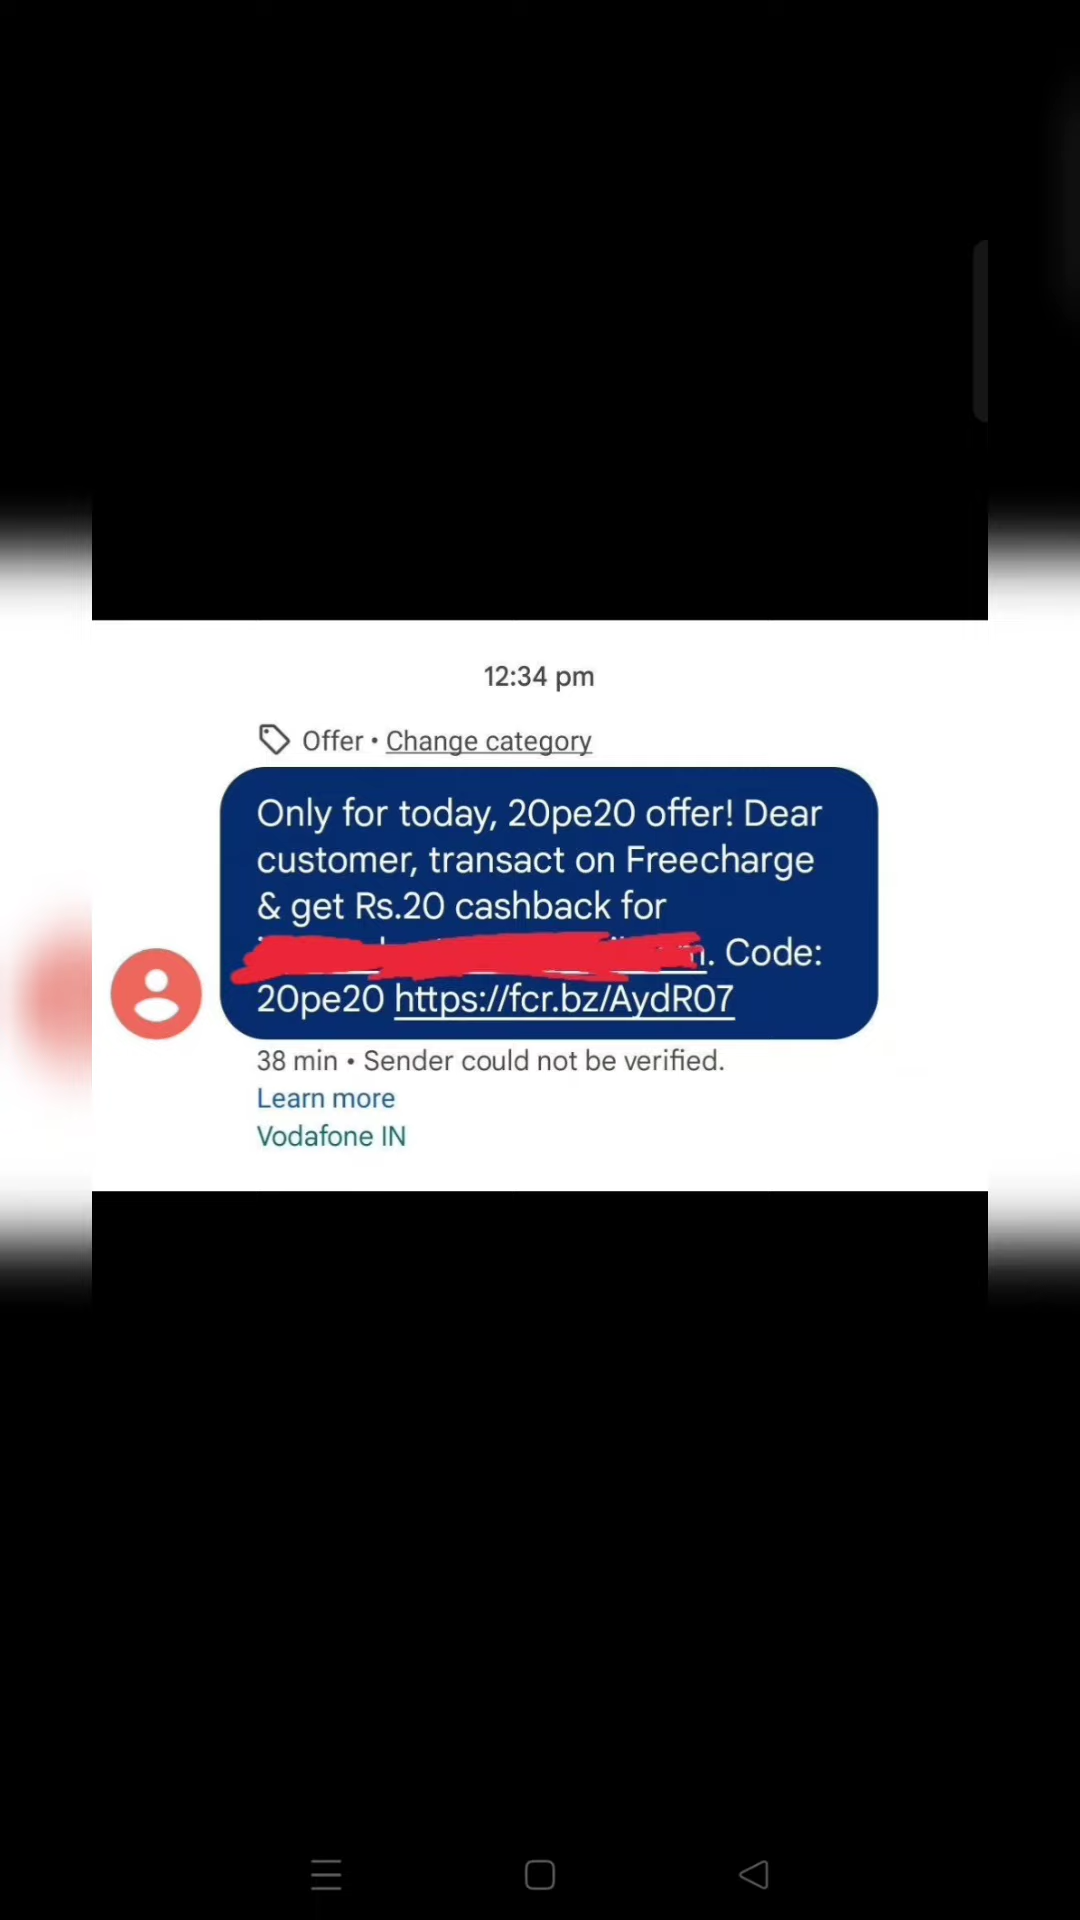 12:34 pm
Offer • Change category
Only for today, 20pe20 offer! Dear
customer, transact on Freecharge
& get Rs.20 cashback for
. Code:
20pe20 https://fcr.bz/AydR07
38 min • Sender could not be verified.
Learn more
Vodafone IN